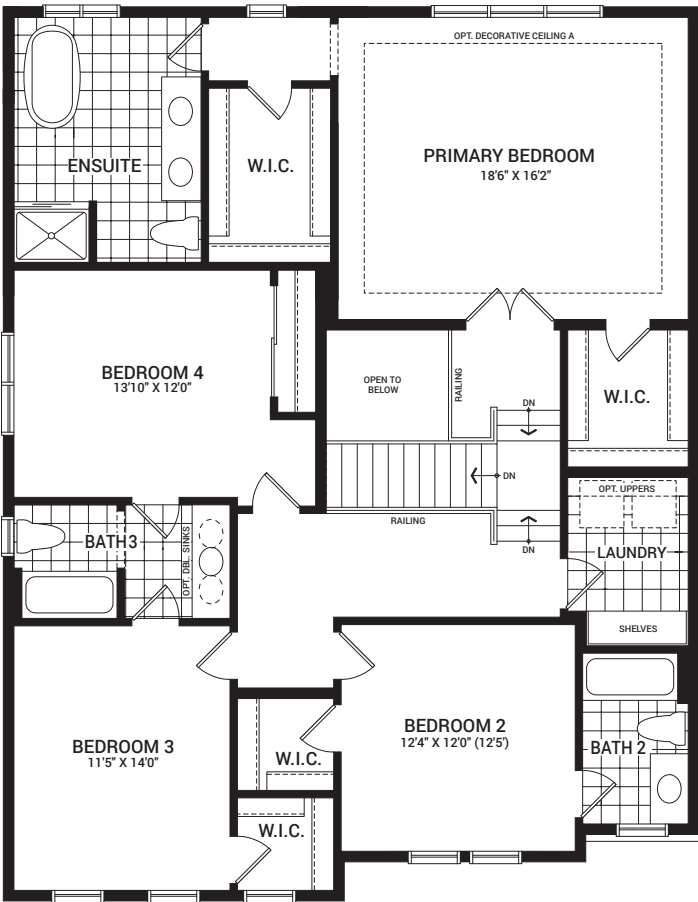 OPT. DECORATIVE CEILING A
ENSUITE
W.I.C.
PRIMARY BEDROOM
18'6" X 16'2"
BEDROOM 4
13'10" X 12'0"
OPEN TO
BELOW
RAILING
DN
W.I.C.
DN
RAILING
DN
OPT. UPPERS
LAUNDRY
SHELVES
BATH 3
OPT. DBL. SINKS
BEDROOM 3
11'5" X 14'0"
W.I.C.
W.I.C.
BEDROOM 2
12'4" X 12'0" (12'5')
BATH 2